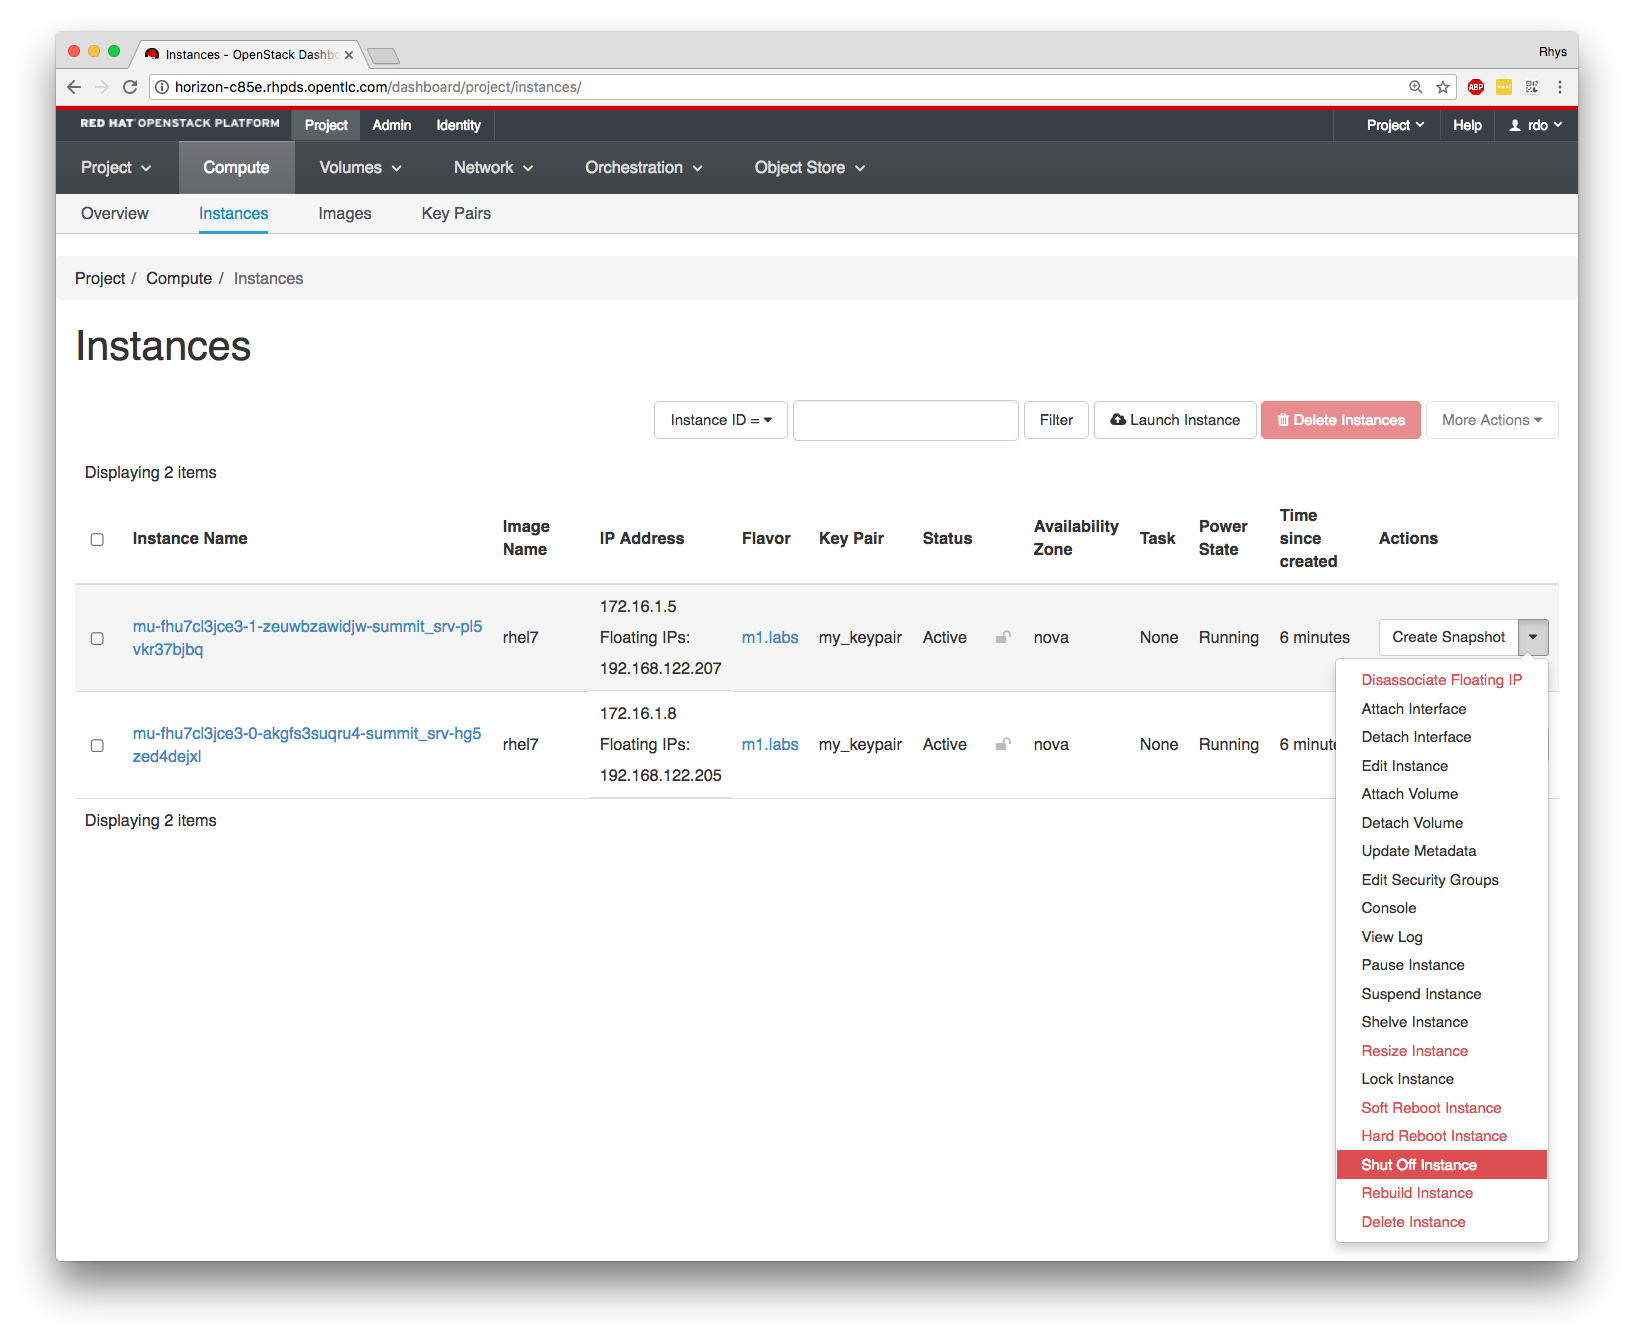 Instances - OpenStack Dashbo
Rhys
horizon-c85e.rhpds.opentlc.com/dashboard/project/instances/
ABP
RED HAT OPENSTACK PLATFORM
Project
Admin
Identity
Project
Help
rdo
Project
Compute
Volumes
Network
Orchestration
Object Store
Overview
Instances
Images
Key Pairs
Project / Compute / Instances
Instances
Instance ID =
Filter
Launch Instance
Delete Instances
More Actions
Displaying 2 items
Instance Name
Image
Name
IP Address
Flavor
Key Pair
Status
Availability
Zone
Task
Power
State
Time
since
created
Actions
mu-fhu7cl3jce3-1-zeuwbzawidjw-summit_srv-pl5
vkr37bjbq
rhel7
172.16.1.5
Floating IPs:
192.168.122.207
m1.labs
my_keypair
Active
nova
None
Running
6 minutes
Create Snapshot
mu-fhu7cl3jce3-0-akgfs3suqru4-summit_srv-hg5
zed4dejxl
rhel7
172.16.1.8
Floating IPs:
192.168.122.205
m1.labs
my_keypair
Active
nova
None
Running
6 minute
Displaying 2 items
Disassociate Floating IP
Attach Interface
Detach Interface
Edit Instance
Attach Volume
Detach Volume
Update Metadata
Edit Security Groups
Console
View Log
Pause Instance
Suspend Instance
Shelve Instance
Resize Instance
Lock Instance
Soft Reboot Instance
Hard Reboot Instance
Shut Off Instance
Rebuild Instance
Delete Instance